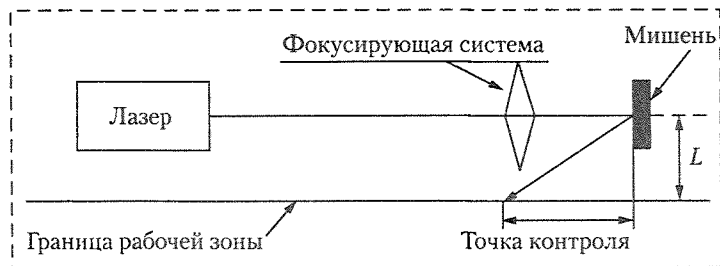 Фокусирующая система
Мишень
Лазер
L
Граница рабочей зоны
Точка контроля